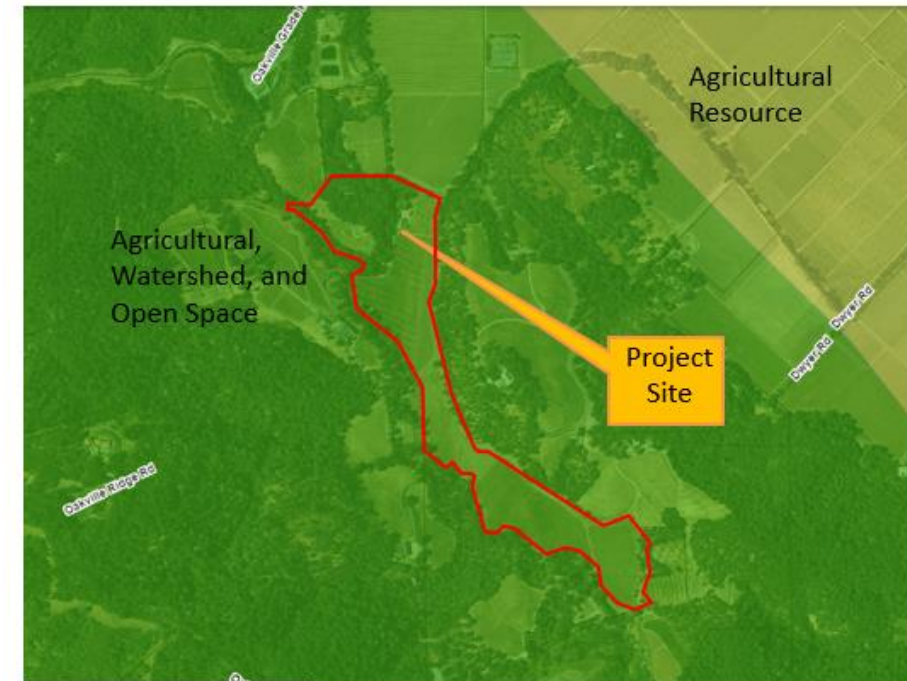 Oakville Grade
Agricultural
Resource
Agricultural,
Watershed, and
Open Space
Dwyer Rd Dwyer Rd
Project
Site
Oakville Ridge Rd